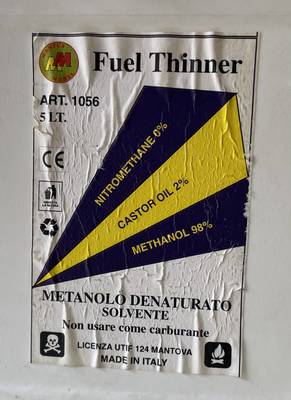 Fuel Thinner
ART. 1056
5 LT.
CE
NITROMETHANE 0%
CASTOR OIL 2%
METHANOL 98%
METANOLO DENATURATO
SOLVENTE
Non usare come carburante
LICENZA UTIF 124 MANTOVA
MADE IN ITALY